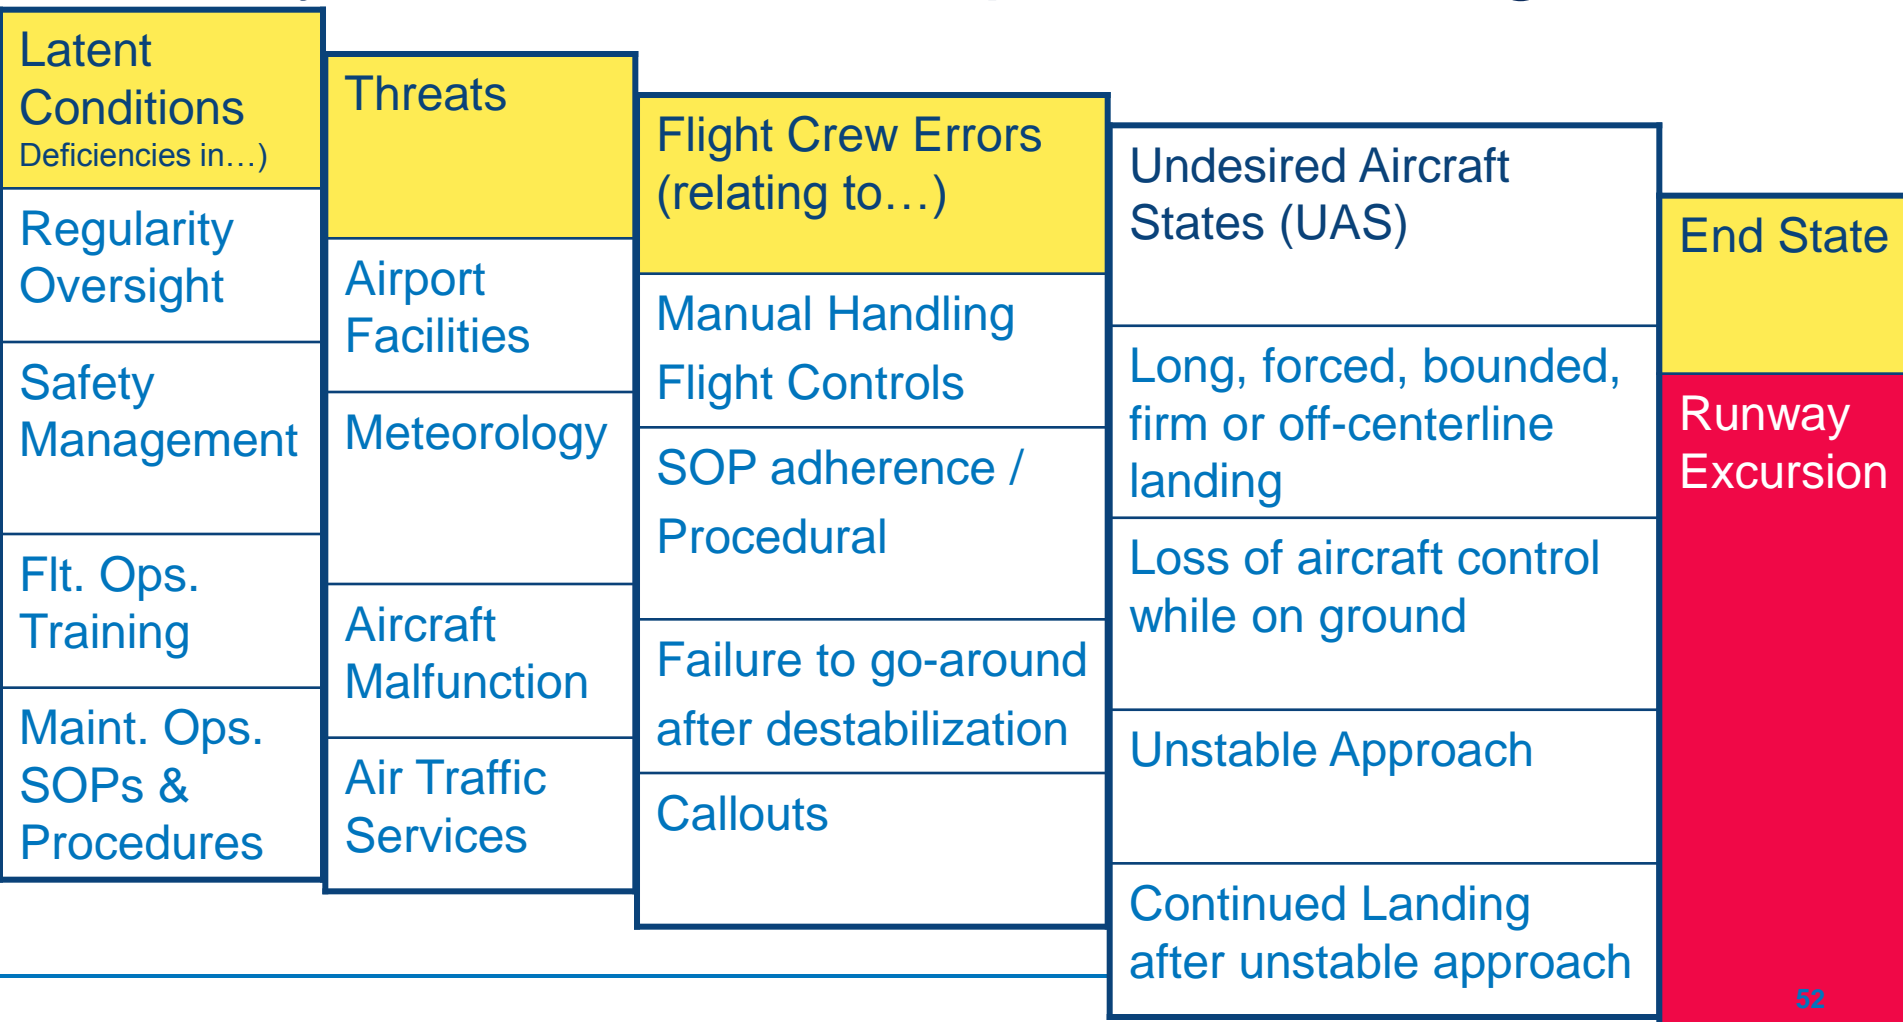 Latent
Conditions
Deficiencies in…)
Regularity
Oversight
Safety
Management
Flt. Ops.
Training
Maint. Ops.
SOPs &
Procedures
Threats
Airport
Facilities
Meteorology
Aircraft
Malfunction
Air Traffic
Services
Flight Crew Errors
(relating to…)
Manual Handling
Flight Controls
SOP adherence /
Procedural
Failure to go-around
after destabilization
Callouts
Undesired Aircraft
States (UAS)
Long, forced, bounded,
firm or off-centerline
landing
Loss of aircraft control
while on ground
Unstable Approach
Continued Landing
after unstable approach
End State
Runway
Excursion
52